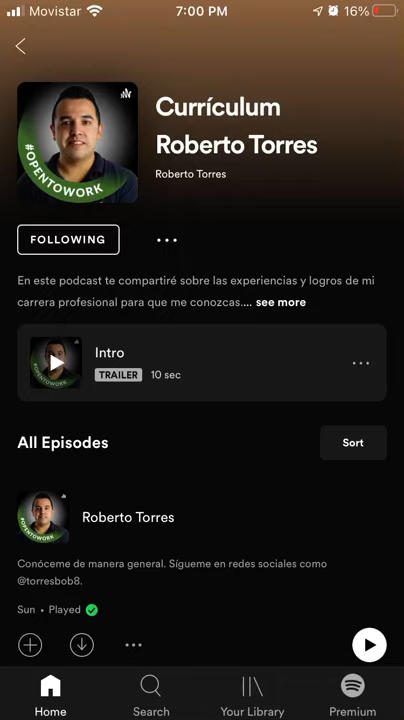 Movistar 7:00 PM 16%
Currículum
Roberto Torres
Roberto Torres
#OPENTOWORK
FOLLOWING
En este podcast te compartiré sobre las experiencias y logros de mi
carrera profesional para que me conozcas.... see more
Intro
TRAILER 10 sec
All Episodes
Sort
#OPENTOWORK
Roberto Torres
Conóceme de manera general. Sígueme en redes sociales como
@torresbob8.
Sun • Played
Home Search Your Library Premium